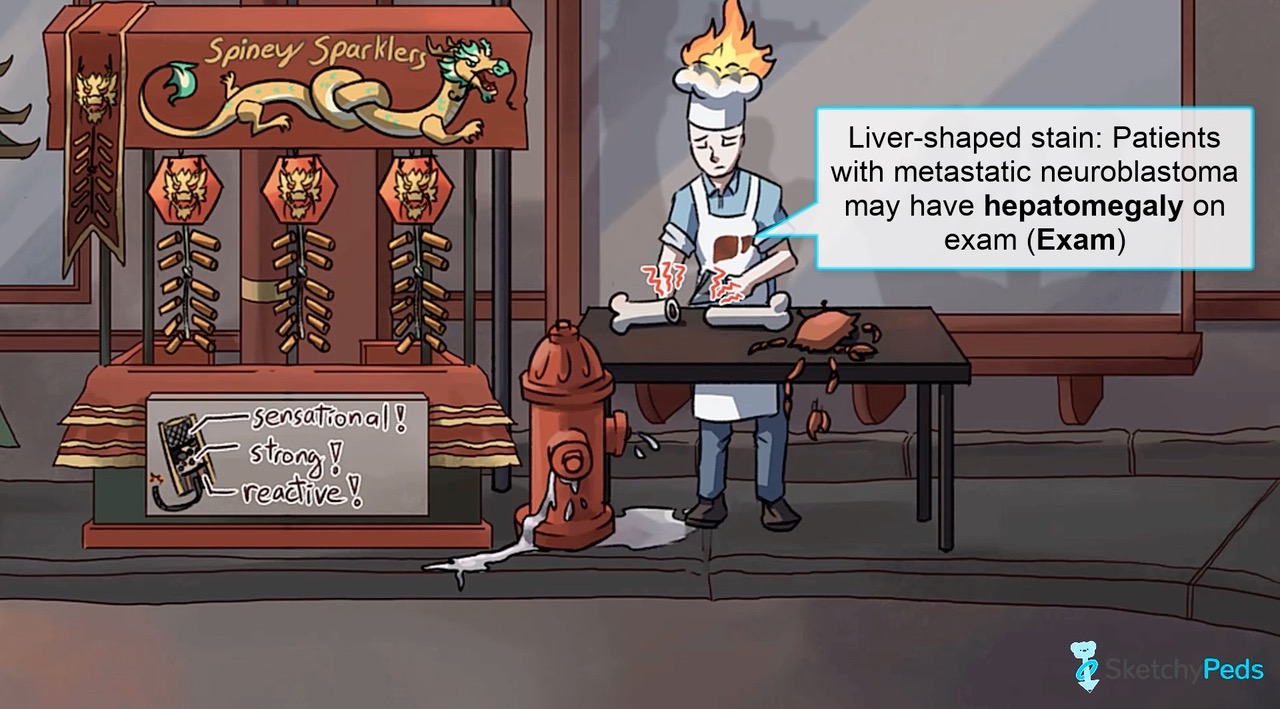 Spiney Sparklers
Liver-shaped stain: Patients
with metastatic neuroblastoma
may have hepatomegaly on
exam (Exam)
sensational!
strong!
reactive!
SketchyPeds